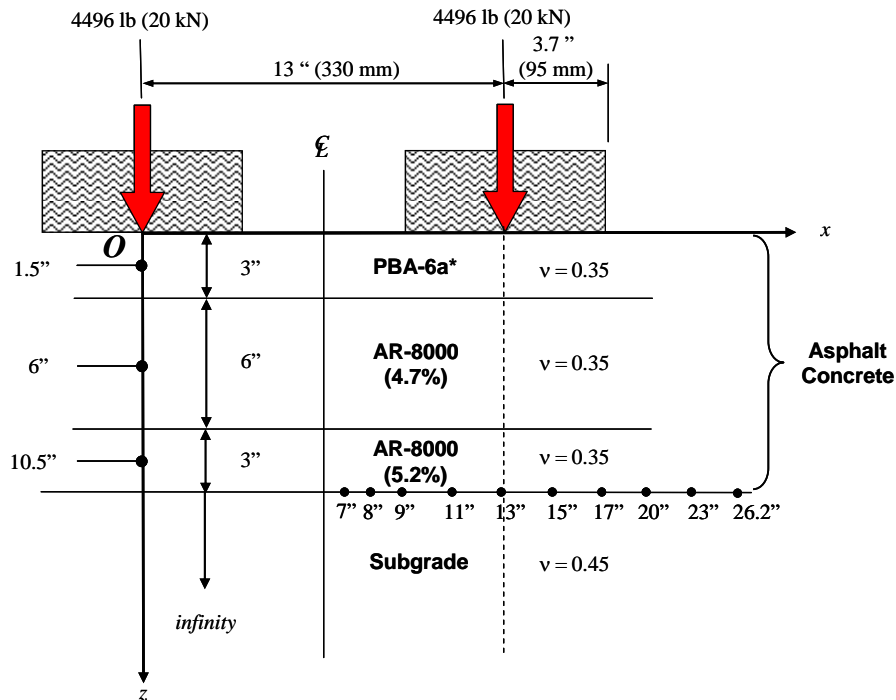 4496 lb (20 kN)
4496 lb (20 kN)
13 “ (330 mm)
3.7 ”
(95 mm)
℄
O
x
1.5”
3”
PBA-6a*
ν = 0.35
6”
6”
AR-8000
(4.7%)
ν = 0.35
Asphalt
Concrete
10.5”
3”
AR-8000
(5.2%)
ν = 0.35
7” 8” 9” 11” 13” 15” 17” 20” 23” 26.2”
Subgrade
ν = 0.45
infinity
z